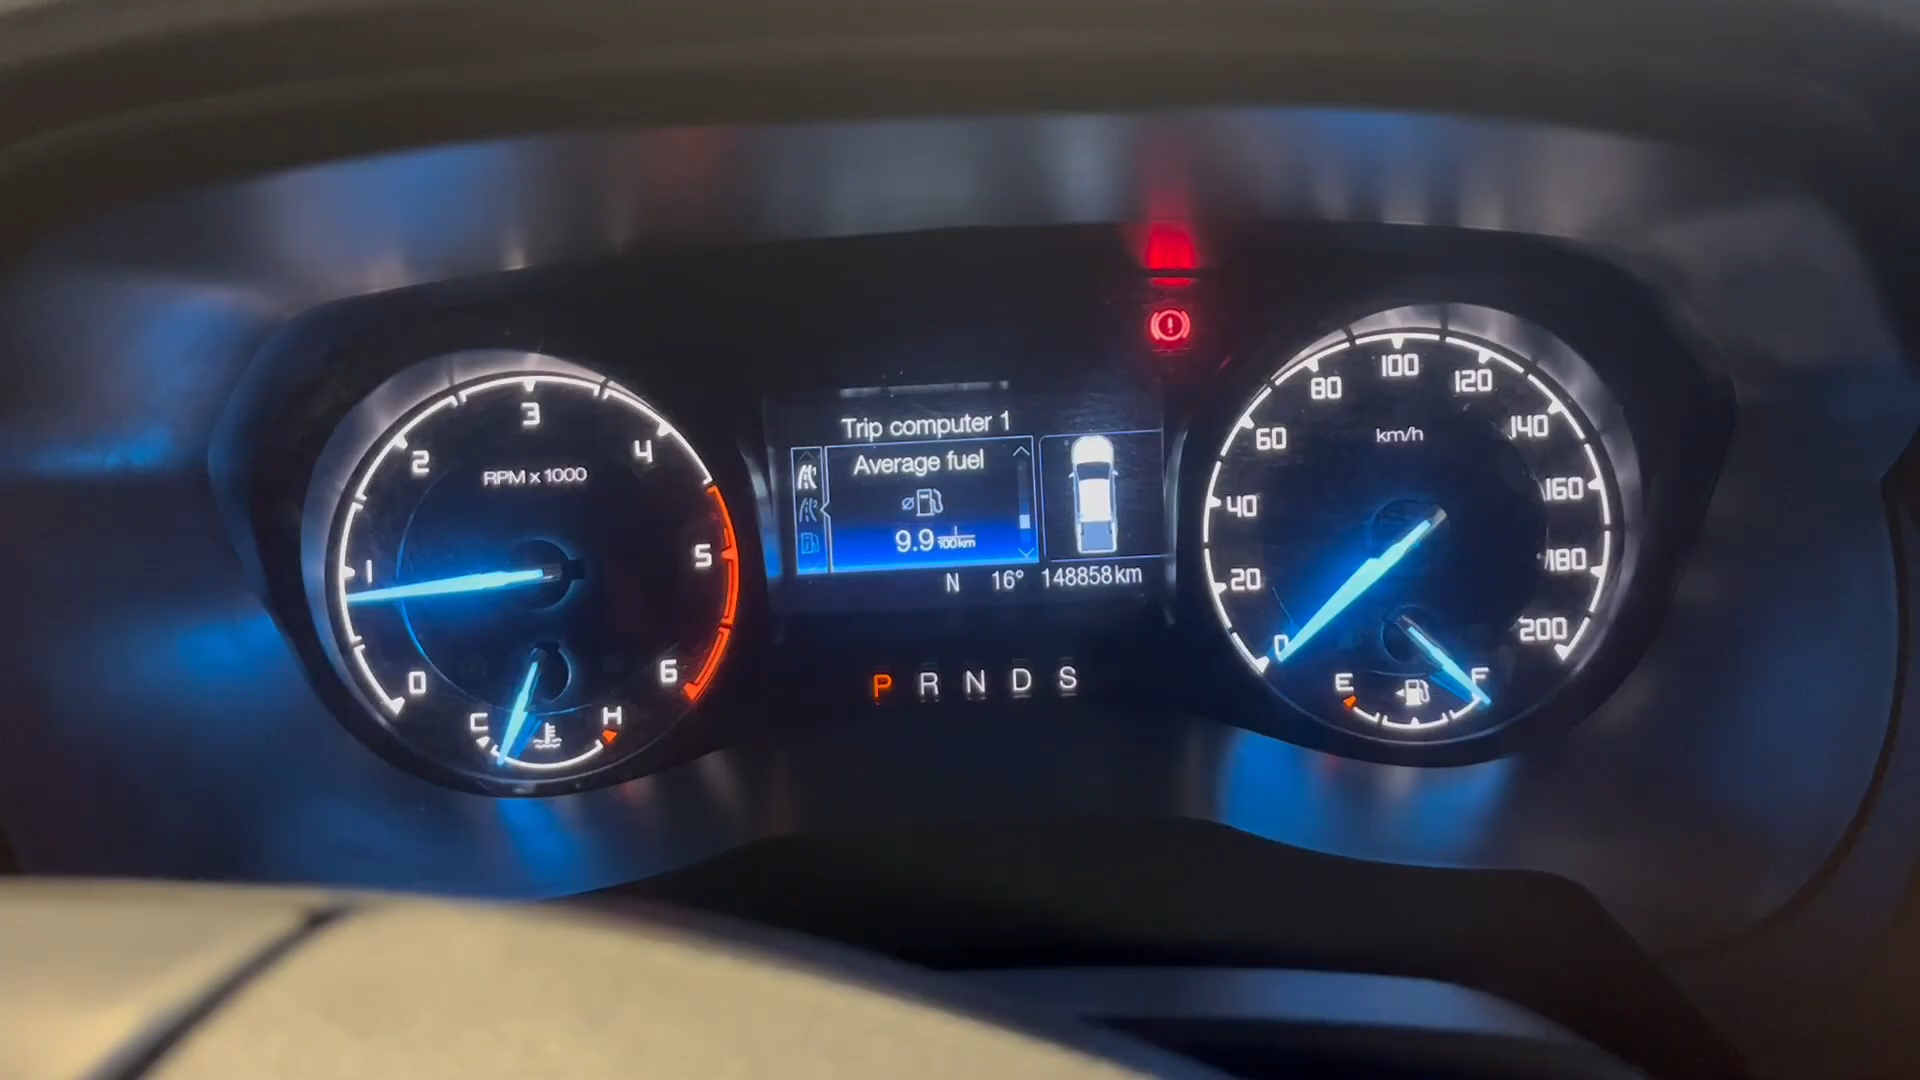 Trip computer 1
Average fuel
9.9 l/100km
N 16° 148858km
RPM x 1000
0
1
2
3
4
5
6
C H
P R N D S
km/h
0
20
40
60
80
100
120
140
160
180
200
E F